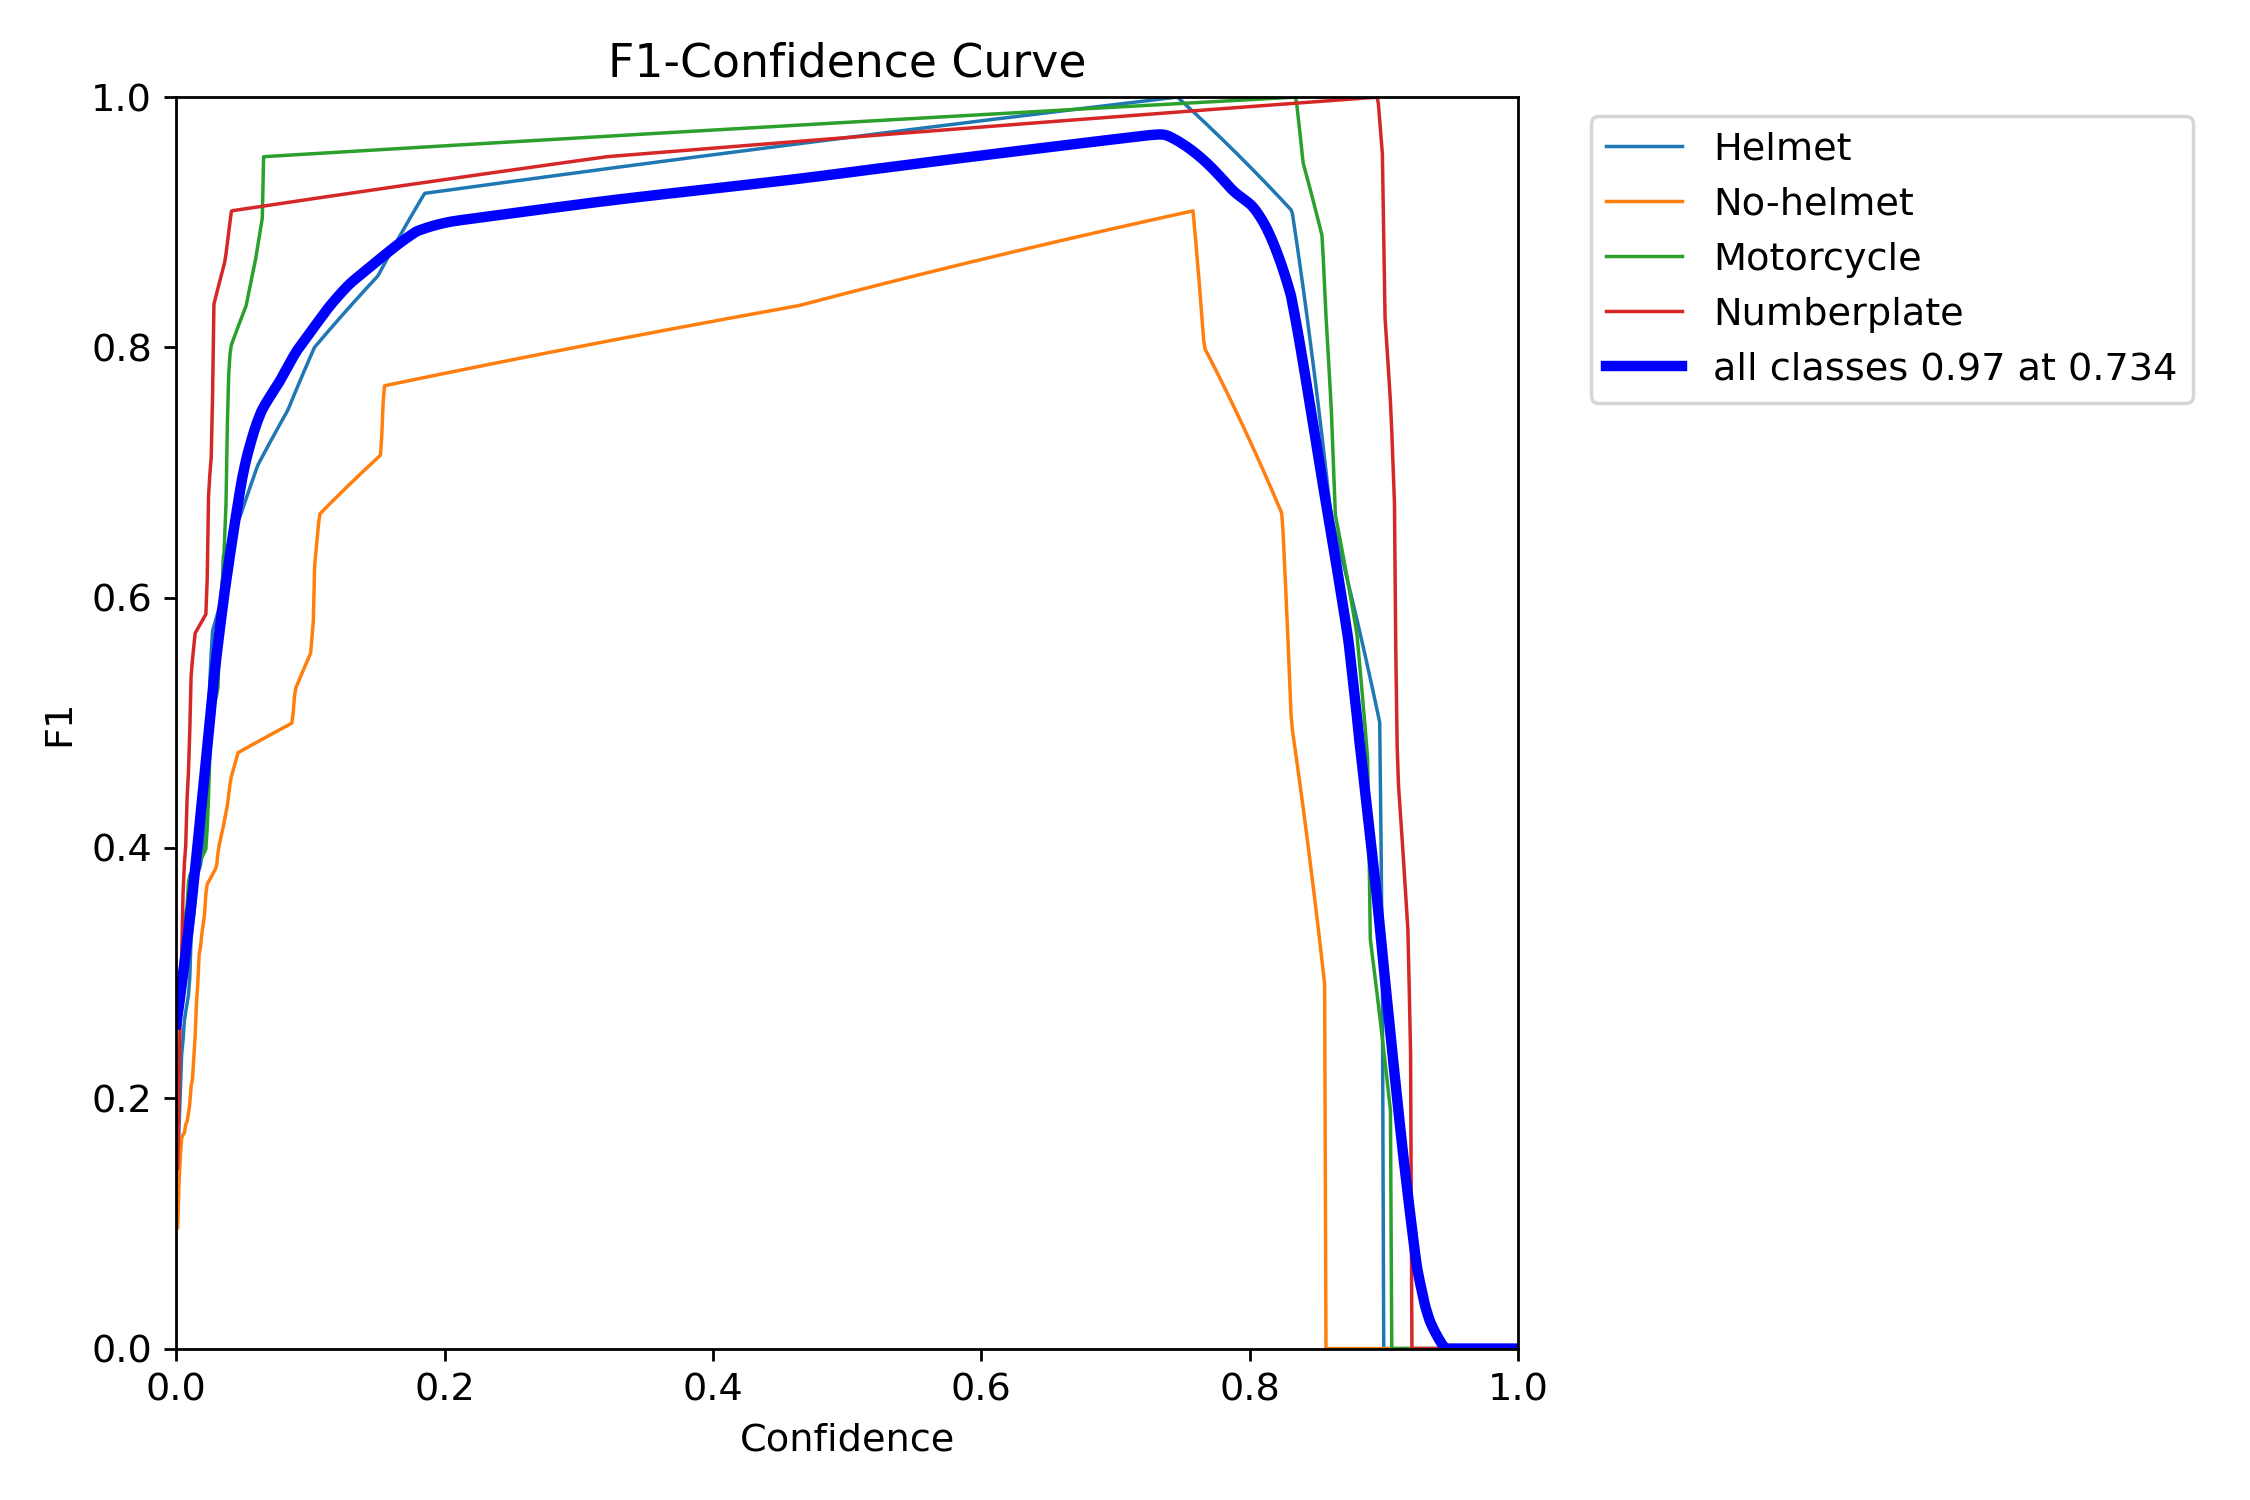 F1-Confidence Curve
1.0
0.8
0.6
0.4
0.2
0.0
F1
0.0 0.2 0.4 0.6 0.8 1.0
Confidence
Helmet
No-helmet
Motorcycle
Numberplate
all classes 0.97 at 0.734